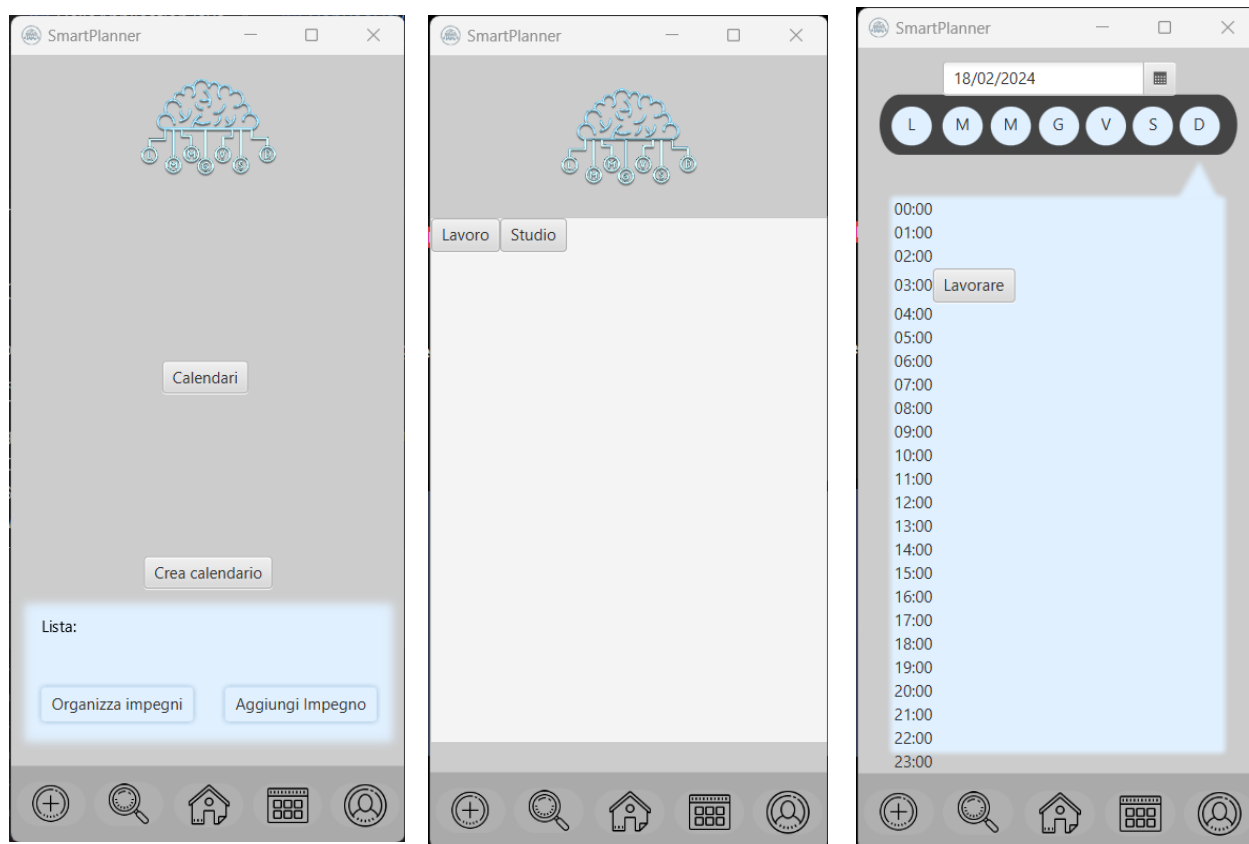 SmartPlanner
L M M G V S D
Calendari
Crea calendario
Lista:
Organizza impegni Aggiungi Impegno
SmartPlanner
L M M G V S D
Lavoro Studio
SmartPlanner
18/02/2024
L M M G V S D
00:00
01:00
02:00
03:00 Lavorare
04:00
05:00
06:00
07:00
08:00
09:00
10:00
11:00
12:00
13:00
14:00
15:00
16:00
17:00
18:00
19:00
20:00
21:00
22:00
23:00